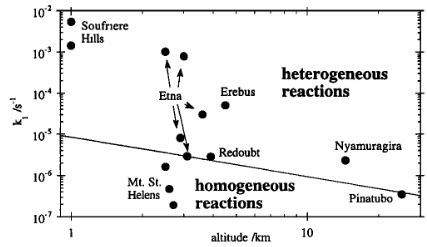 10⁻²
Soufriere
Hills
10⁻³
heterogeneous
reactions
k₁ /s⁻¹
10⁻⁴
Etna
Erebus
10⁻⁵
Redoubt
Nyamuragira
10⁻⁶
Mt. St.
Helens
homogeneous
reactions
Pinatubo
10⁻⁷
1
10
altitude /km